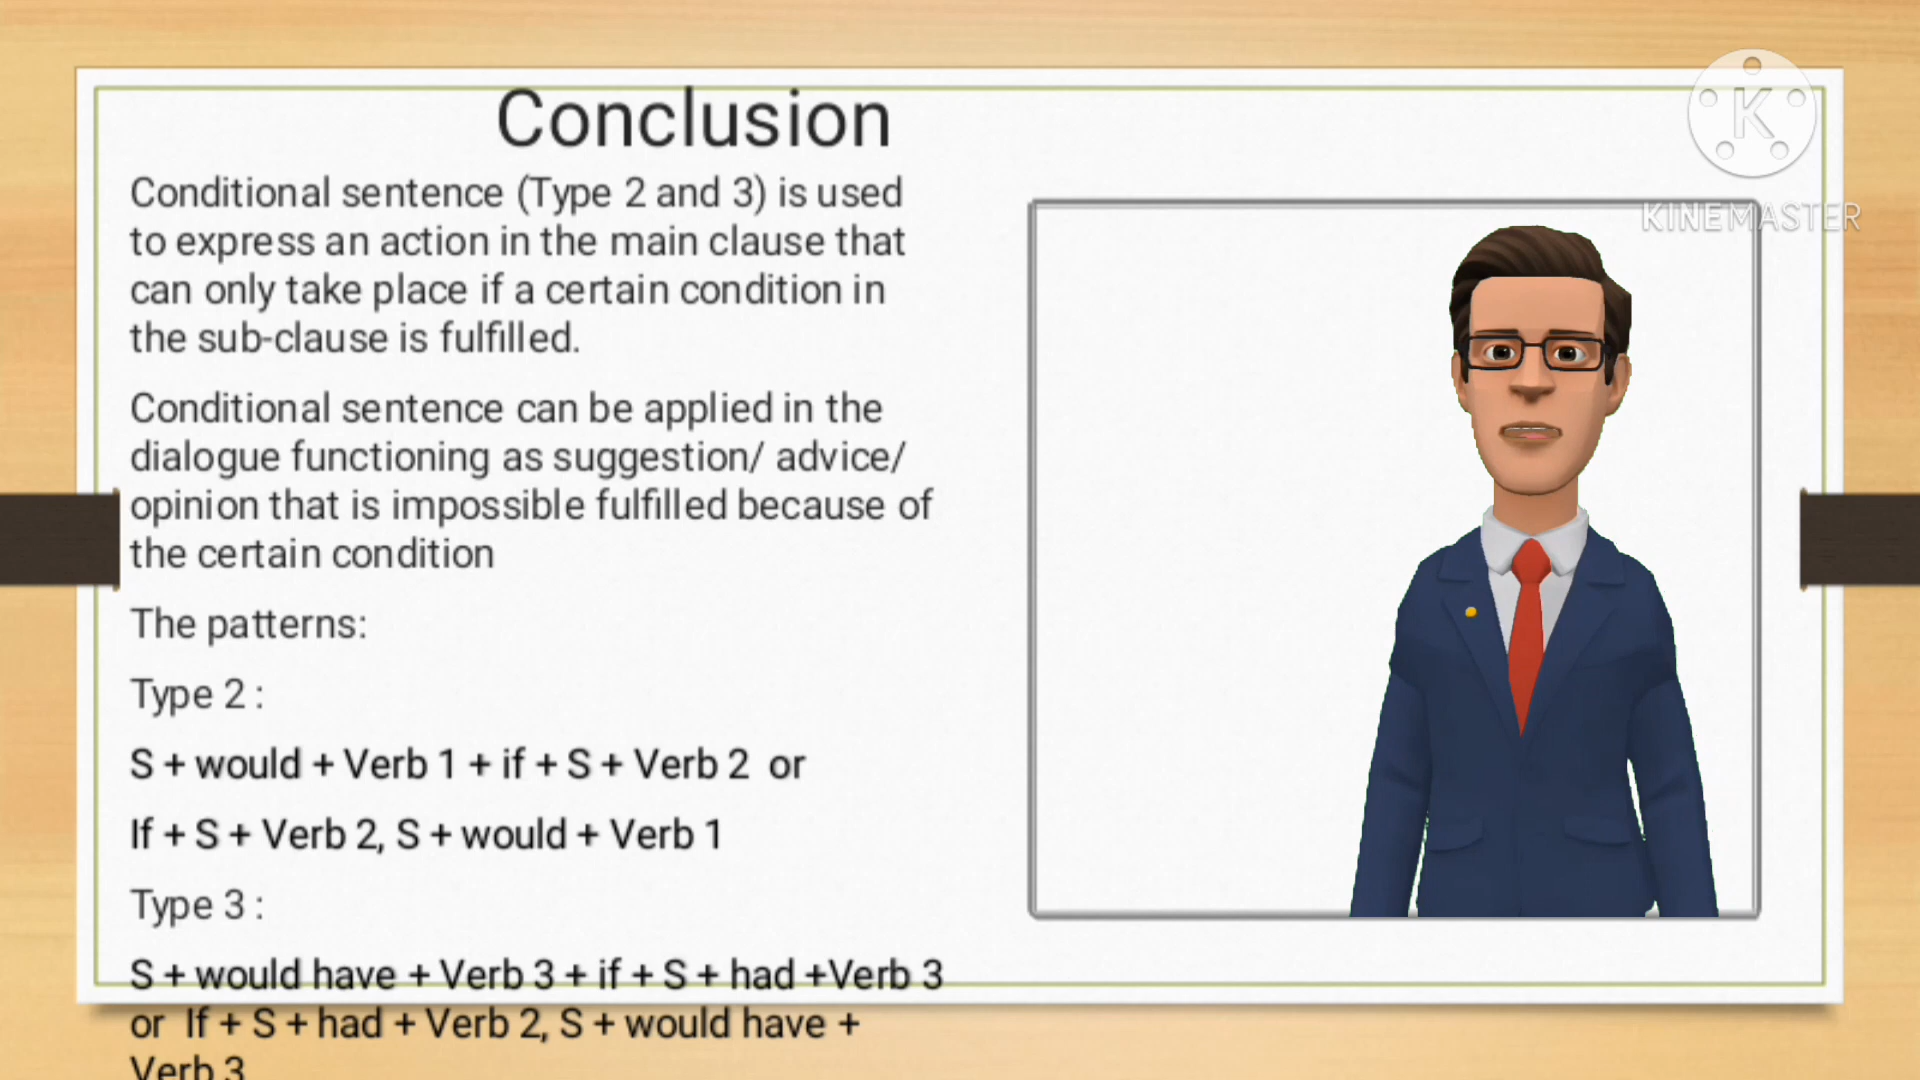 Conclusion
Conditional sentence (Type 2 and 3) is used
to express an action in the main clause that
can only take place if a certain condition in
the sub-clause is fulfilled.
Conditional sentence can be applied in the
dialogue functioning as suggestion/ advice/
opinion that is impossible fulfilled because of
the certain condition
The patterns:
Type 2 :
S + would + Verb 1 + if + S + Verb 2 or
If + S + Verb 2, S + would + Verb 1
Type 3 :
S + would have + Verb 3 + if + S + had +Verb 3
or If + S + had + Verb 2, S + would have +
Verb 3
K
KINEMASTER